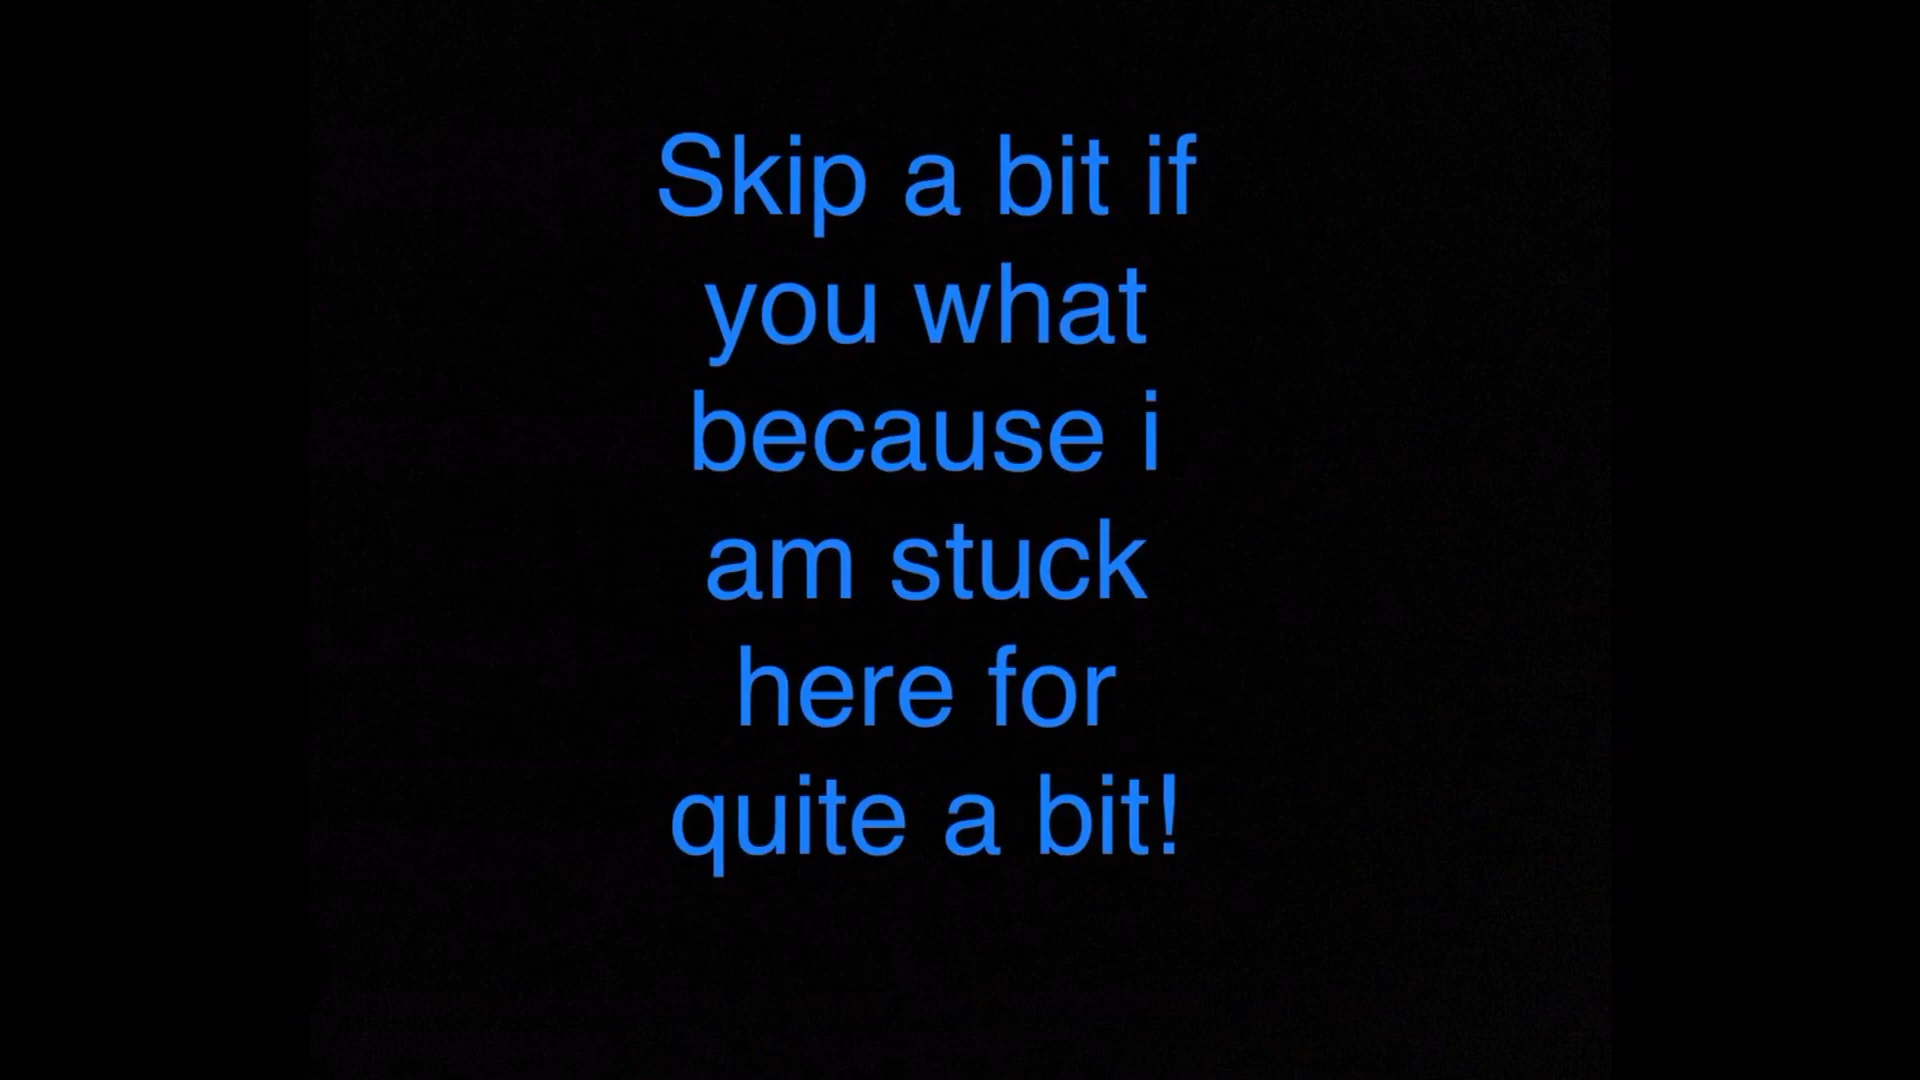 Skip a bit if
you what
because i
am stuck
here for
quite a bit!